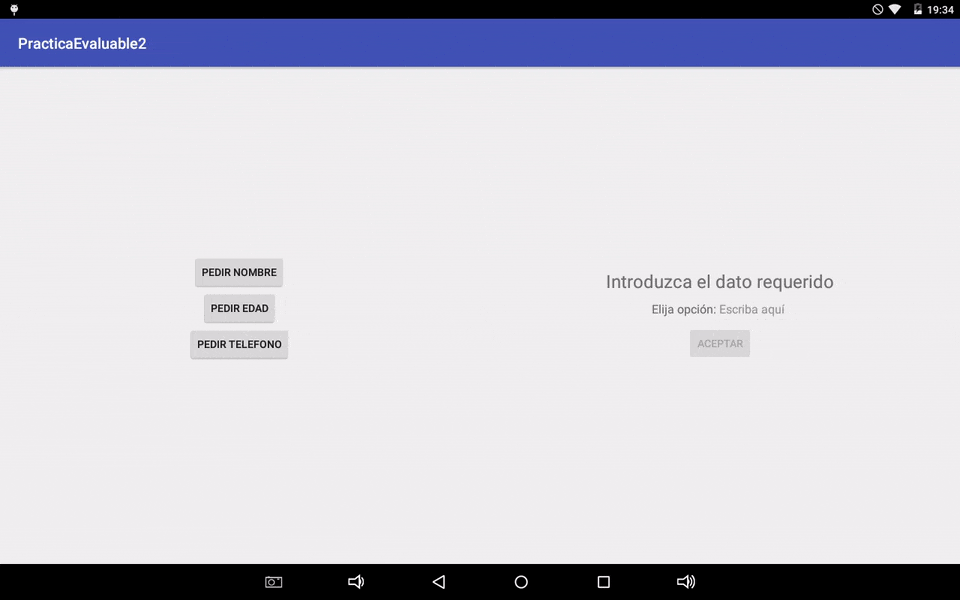 19:34
PracticaEvaluable2
PEDIR NOMBRE
PEDIR EDAD
PEDIR TELEFONO
Introduzca el dato requerido
Elija opción: Escriba aquí
ACEPTAR